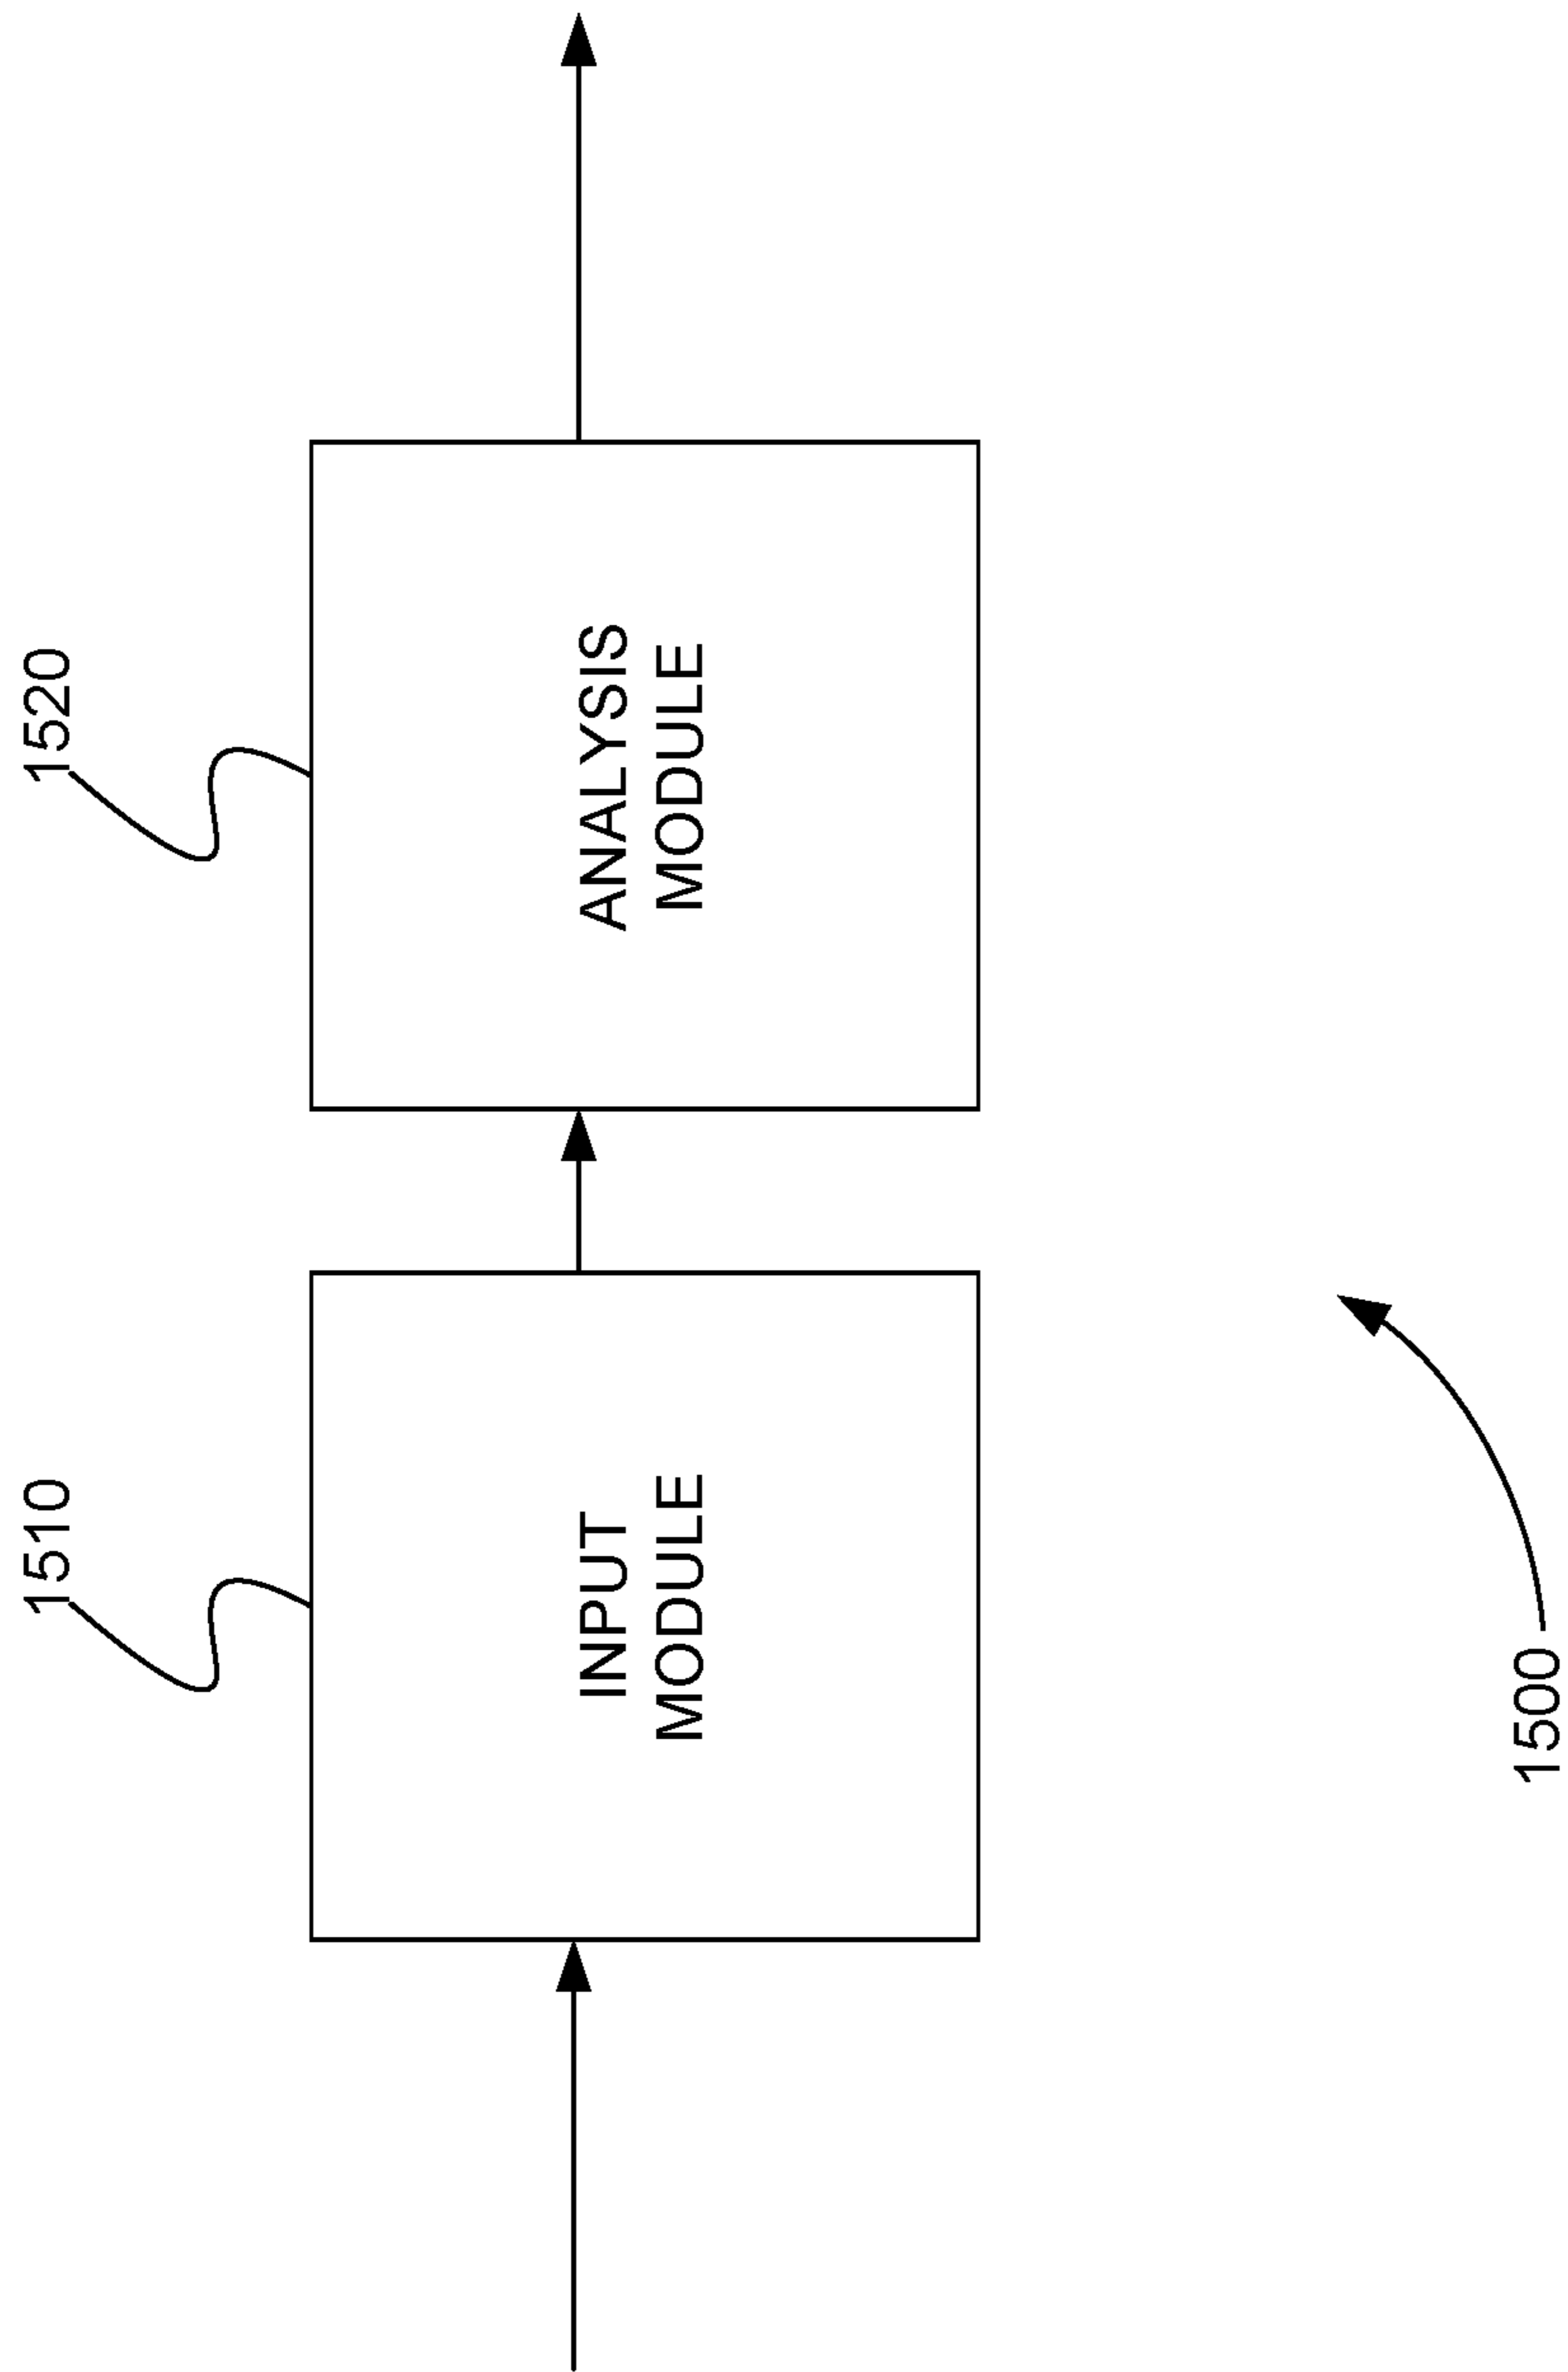 1510
1520
INPUT
MODULE
ANALYSIS
MODULE
1500